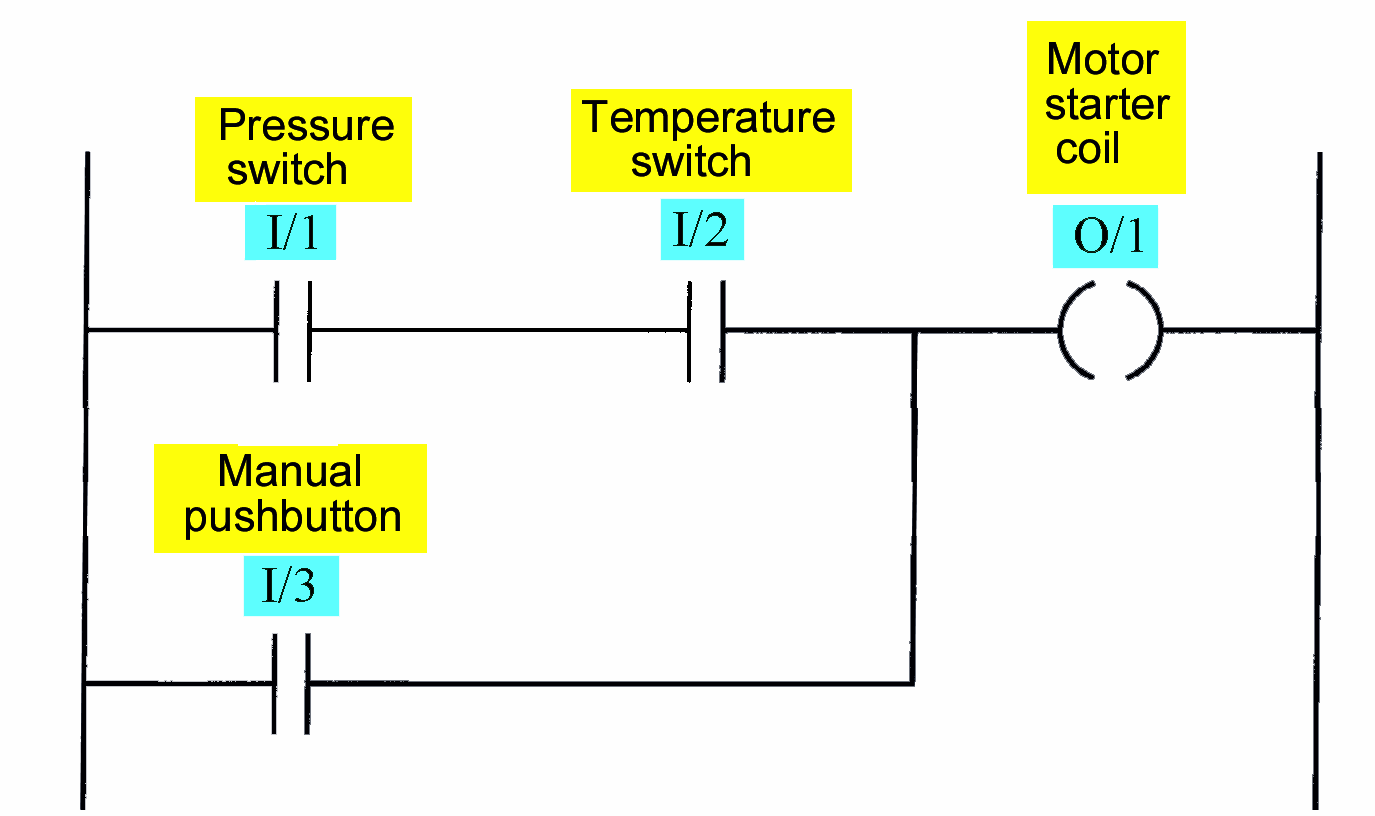 Pressure
switch
I/1
Temperature
switch
I/2
Motor
starter
coil
O/1
Manual
pushbutton
I/3